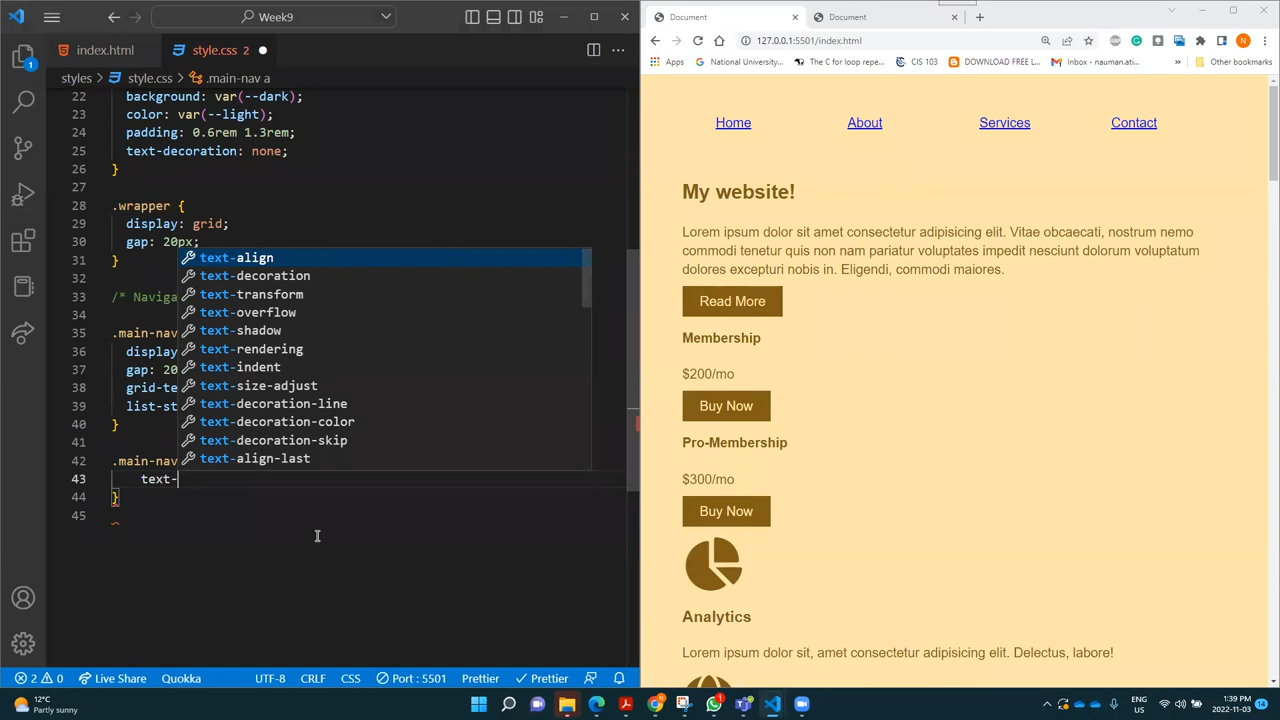 Week9
Document
Document
index.html
style.css 2
127.0.0.1:5501/index.html
N
styles > style.css > .main-nav a
Apps
National University...
The C for loop repe...
CIS 103
DOWNLOAD FREE L...
Inbox - nauman.ati...
»
Other bookmarks
22 background: var(--dark);
23 color: var(--light);
24 padding: 0.6rem 1.3rem;
25 text-decoration: none;
26 }
27
28 .wrapper {
29 display: grid;
30 gap: 20px;
31 }
32
33 /* Naviga
34
35 .main-nav
36 display
37 gap: 20
38 grid-te
39 list-st
40 }
41
42 .main-nav
43 text-
44 }
45
text-align
text-decoration
text-transform
text-overflow
text-shadow
text-rendering
text-indent
text-size-adjust
text-decoration-line
text-decoration-color
text-decoration-skip
text-align-last
1
Home
About
Services
Contact
My website!
Lorem ipsum dolor sit amet consectetur adipisicing elit. Vitae obcaecati, nostrum nemo
commodi tenetur quis non nam pariatur voluptates impedit nesciunt dolorum voluptatum
dolores excepturi nobis in. Eligendi, commodi maiores.
Read More
Membership
$200/mo
Buy Now
Pro-Membership
$300/mo
Buy Now
Analytics
Lorem ipsum dolor sit, amet consectetur adipisicing elit. Delectus, labore!
2 0
Live Share
Quokka
UTF-8
CRLF
CSS
Port : 5501
Prettier
Prettier
12°C
Partly sunny
1
ENG
US
1:39 PM
2022-11-03
14